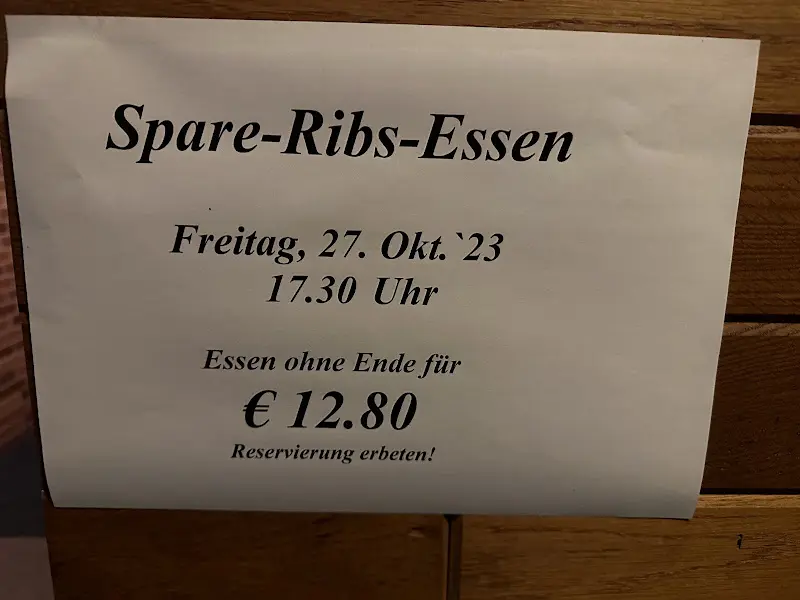 Spare-Ribs-Essen
Freitag, 27. Okt.`23
17.30 Uhr
Essen ohne Ende für
€ 12.80
Reservierung erbeten!